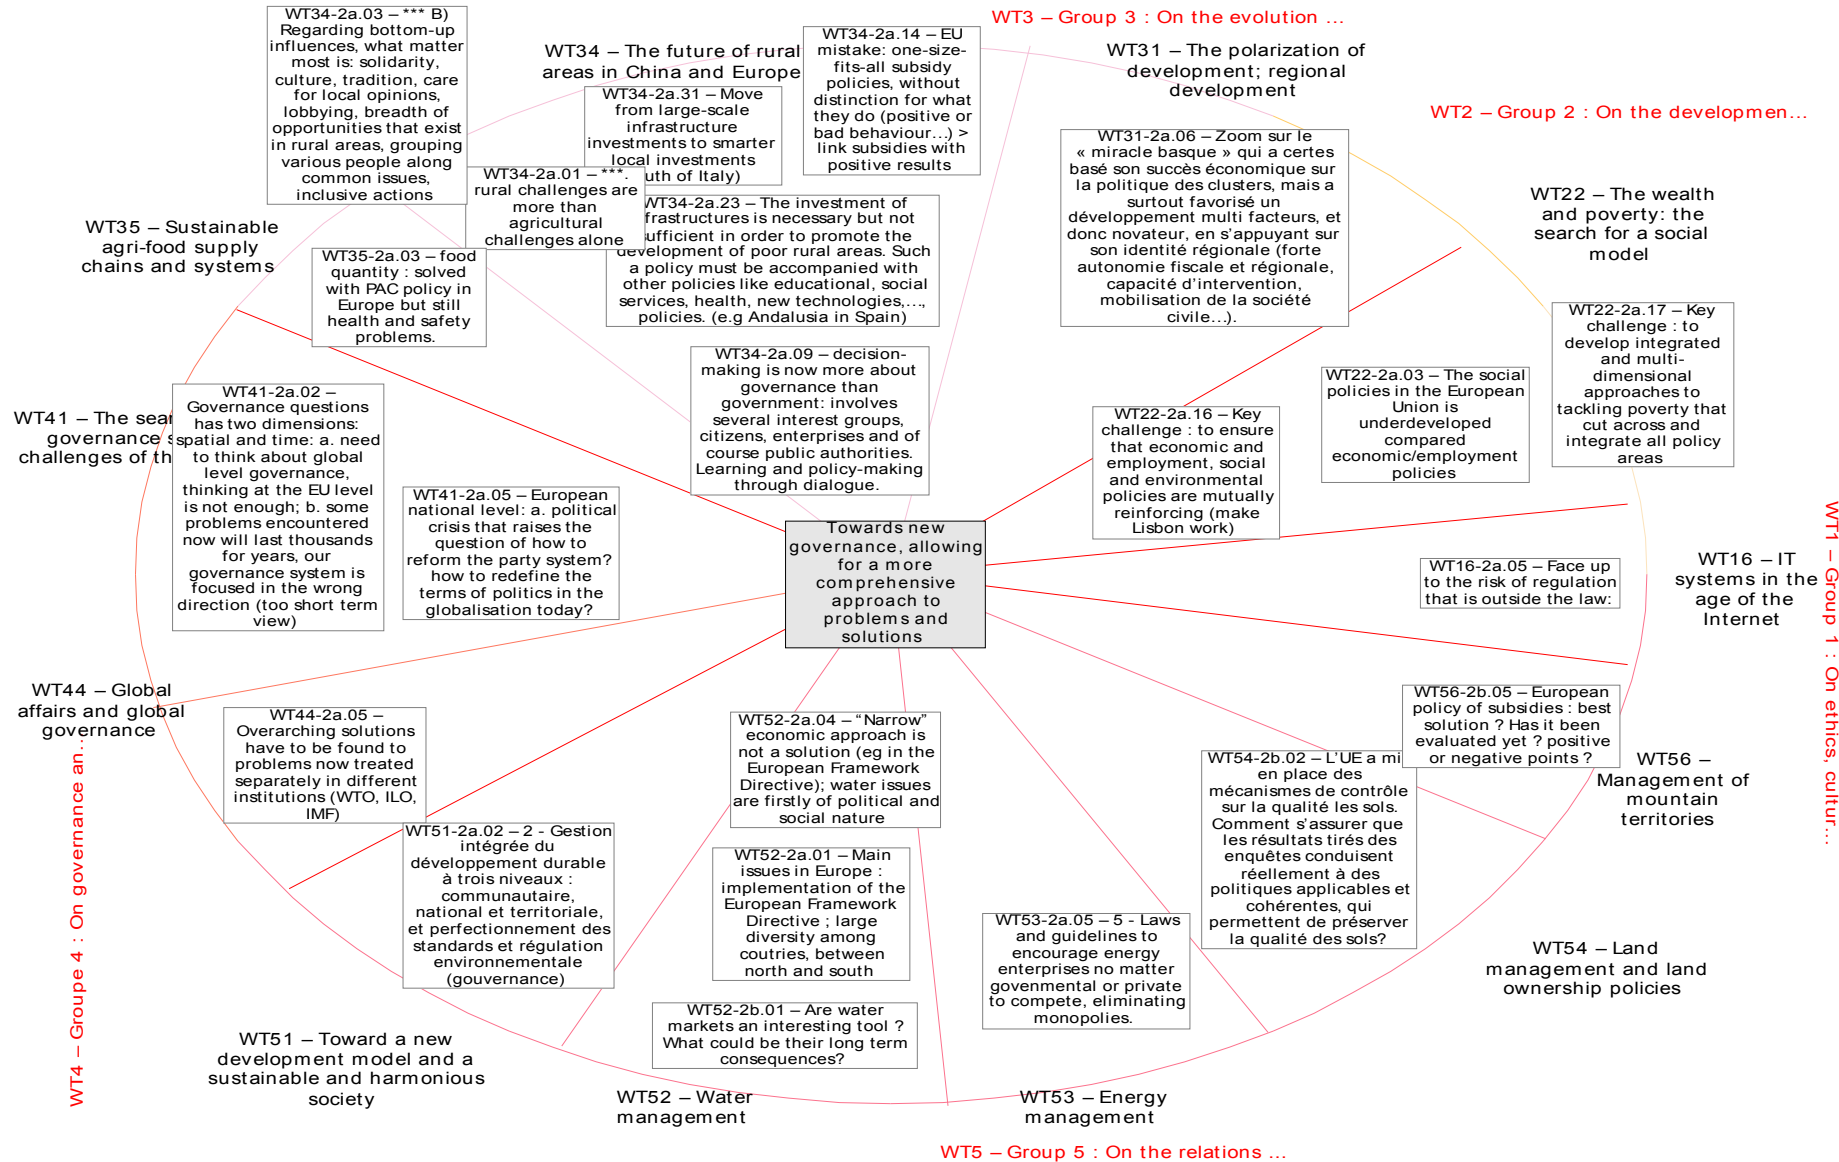 WT34-2a.03 – *** B)
Regarding bottom-up
influences, what matter
most is: solidarity,
culture, tradition, care
for local opinions,
lobbying, breadth of
opportunities that exist
in rural areas, grouping
various people along
common issues,
inclusive actions
WT34 – The future of rural
areas in China and Europe
WT34-2a.14 – EU
mistake: one-size-
fits-all subsidy
policies, without
distinction for what
they do (positive or
bad behaviour...) >
link subsidies with
positive results
WT3 – Group 3 : On the evolution ...
WT31 – The polarization of
development; regional
development
WT2 – Group 2 : On the developmen...
WT34-2a.31 – Move
from large-scale
infrastructure
investments to smarter
local investments
uth of Italy)
WT34-2a.01 – ***.
rural challenges are
more than
agricultural
challenges alone
WT34-2a.23 – The investment of
frastructures is necessary but not
sufficient in order to promote the
development of poor rural areas. Such
a policy must be accompanied with
other policies like educational, social
services, health, new technologies,...,
policies. (e.g Andalusia in Spain)
WT31-2a.06 – Zoom sur le
« miracle basque » qui a certes
basé son succès économique sur
la politique des clusters, mais a
surtout favorisé un
développement multi facteurs, et
donc novateur, en s'appuyant sur
son identité régionale (forte
autonomie fiscale et régionale,
capacité d'intervention,
mobilisation de la société
civile...).
WT22 – The wealth
and poverty: the
search for a social
model
WT35 – Sustainable
agri-food supply
chains and systems
WT35-2a.03 – food
quantity : solved
with PAC policy in
Europe but still
health and safety
problems.
WT22-2a.17 – Key
challenge : to
develop integrated
and multi-
dimensional
approaches to
tackling poverty that
cut across and
integrate all policy
areas
WT34-2a.09 – decision-
making is now more about
governance than
government: involves
several interest groups,
citizens, enterprises and of
course public authorities.
Learning and policy-making
through dialogue.
WT22-2a.03 – The social
policies in the European
Union is
underdeveloped
compared
economic/employment
policies
WT22-2a.16 – Key
challenge : to ensure
that economic and
employment, social
and environmental
policies are mutually
reinforcing (make
Lisbon work)
WT41 – The sear
governance s
challenges of th
WT41-2a.02 –
Governance questions
has two dimensions:
spatial and time: a. need
to think about global
level governance,
thinking at the EU level
is not enough; b. some
problems encountered
now will last thousands
for years, our
governance system is
focused in the wrong
direction (too short term
view)
WT41-2a.05 – European
national level: a. political
crisis that raises the
question of how to
reform the party system?
how to redefine the
terms of politics in the
globalisation today?
Towards new
governance, allowing
for a more
comprehensive
approach to
problems and
solutions
WT16-2a.05 – Face up
to the risk of regulation
that is outside the law:
WT16 – IT
systems in the
age of the
Internet
WT1 – Group 1 : On ethics, cultur...
WT44 – Global
affairs and global
governance
WT4 – Groupe 4 : On governance an...
WT44-2a.05 –
Overarching solutions
have to be found to
problems now treated
separately in different
institutions (WTO, ILO,
IMF)
WT52-2a.04 – “Narrow”
economic approach is
not a solution (eg in the
European Framework
Directive); water issues
are firstly of political and
social nature
WT56-2b.05 – European
policy of subsidies : best
solution ? Has it been
evaluated yet ? positive
or negative points ?
WT54-2b.02 – L'UE a mi
en place des
mécanismes de contrôle
sur la qualité les sols.
Comment s'assurer que
les résultats tirés des
enquêtes conduisent
réellement à des
politiques applicables et
cohérentes, qui
permettent de préserver
la qualité des sols?
WT56 –
Management of
mountain
territories
WT51-2a.02 – 2 - Gestion
intégrée du
développement durable
à trois niveaux :
communautaire,
national et territoriale,
et perfectionnement des
standards et régulation
environnementale
(gouvernance)
WT52-2a.01 – Main
issues in Europe :
implementation of the
European Framework
Directive ; large
diversity among
coutries, between
north and south
WT53-2a.05 – 5 - Laws
and guidelines to
encourage energy
enterprises no matter
govenmental or private
to compete, eliminating
monopolies.
WT54 – Land
management and land
ownership policies
WT52-2b.01 – Are water
markets an interesting tool ?
What could be their long term
consequences?
WT51 – Toward a new
development model and a
sustainable and harmonious
society
WT52 – Water
management
WT53 – Energy
management
WT5 – Group 5 : On the relations ...